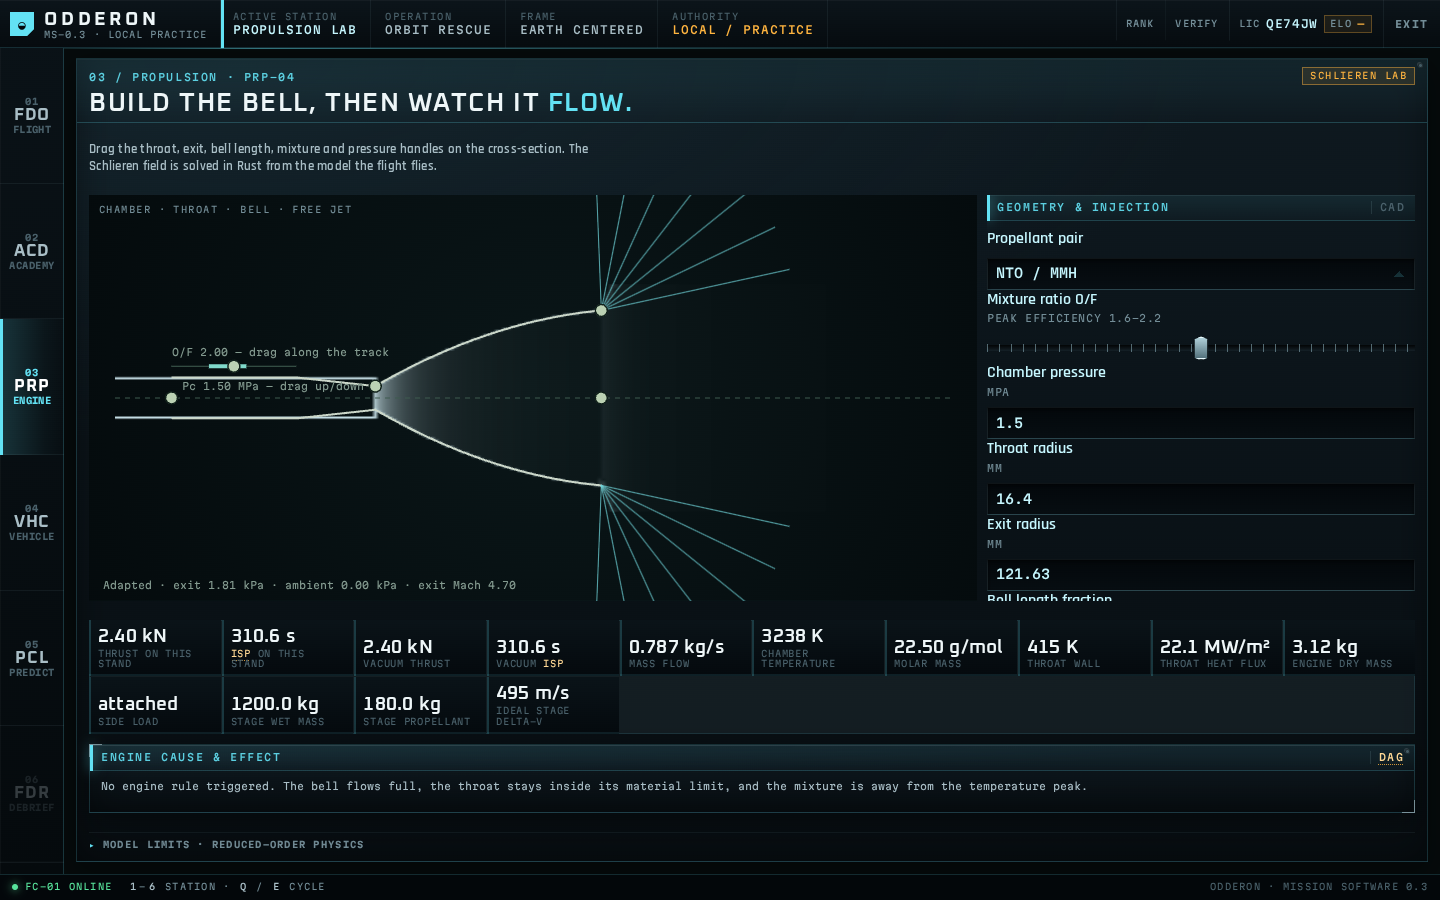 ODDERON
MS-0.3 · LOCAL PRACTICE
ACTIVE STATION
PROPULSION LAB
OPERATION
ORBIT RESCUE
FRAME
EARTH CENTERED
AUTHORITY
LOCAL / PRACTICE
RANK
VERIFY
LIC QE74JW
ELO —
EXIT
01
FDO
FLIGHT
02
ACD
ACADEMY
03
PRP
ENGINE
04
VHC
VEHICLE
05
PCL
PREDICT
06
FDR
DEBRIEF
03 / PROPULSION · PRP-04
SCHLIEREN LAB
BUILD THE BELL, THEN WATCH IT FLOW.
Drag the throat, exit, bell length, mixture and pressure handles on the cross-section. The
Schlieren field is solved in Rust from the model the flight flies.
CHAMBER · THROAT · BELL · FREE JET
O/F 2.00 — drag along the track
Pc 1.50 MPa — drag up/down
Adapted · exit 1.81 kPa · ambient 0.00 kPa · exit Mach 4.70
GEOMETRY & INJECTION
CAD
Propellant pair
NTO / MMH
Mixture ratio O/F
PEAK EFFICIENCY 1.6–2.2
Chamber pressure
MPA
1.5
Throat radius
MM
16.4
Exit radius
MM
121.63
Bell length fraction
2.40 kN
THRUST ON THIS
STAND
310.6 s
ISP ON THIS
STAND
2.40 kN
VACUUM THRUST
310.6 s
VACUUM ISP
0.787 kg/s
MASS FLOW
3238 K
CHAMBER
TEMPERATURE
22.50 g/mol
MOLAR MASS
415 K
THROAT WALL
22.1 MW/m²
THROAT HEAT FLUX
3.12 kg
ENGINE DRY MASS
attached
SIDE LOAD
1200.0 kg
STAGE WET MASS
180.0 kg
STAGE PROPELLANT
495 m/s
IDEAL STAGE
DELTA-V
ENGINE CAUSE & EFFECT
DAG
No engine rule triggered. The bell flows full, the throat stays inside its material limit, and the mixture is away from the temperature peak.
▸ MODEL LIMITS · REDUCED-ORDER PHYSICS
FC-01 ONLINE
1-6 STATION · Q / E CYCLE
ODDERON · MISSION SOFTWARE 0.3